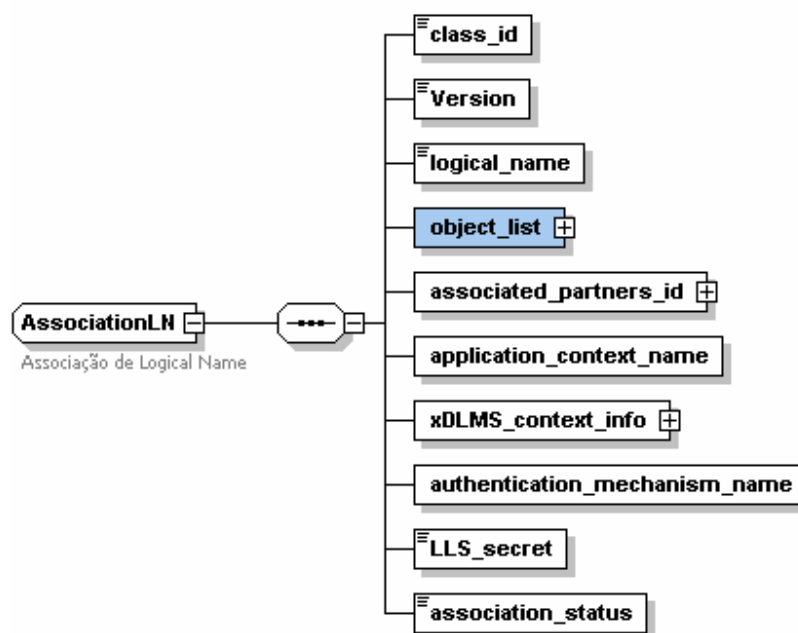 class_id
Version
logical_name
object_list
associated_partners_id
AssociationLN
Associação de Logical Name
application_context_name
xDLMS_context_info
authentication_mechanism_name
LLS_secret
association_status